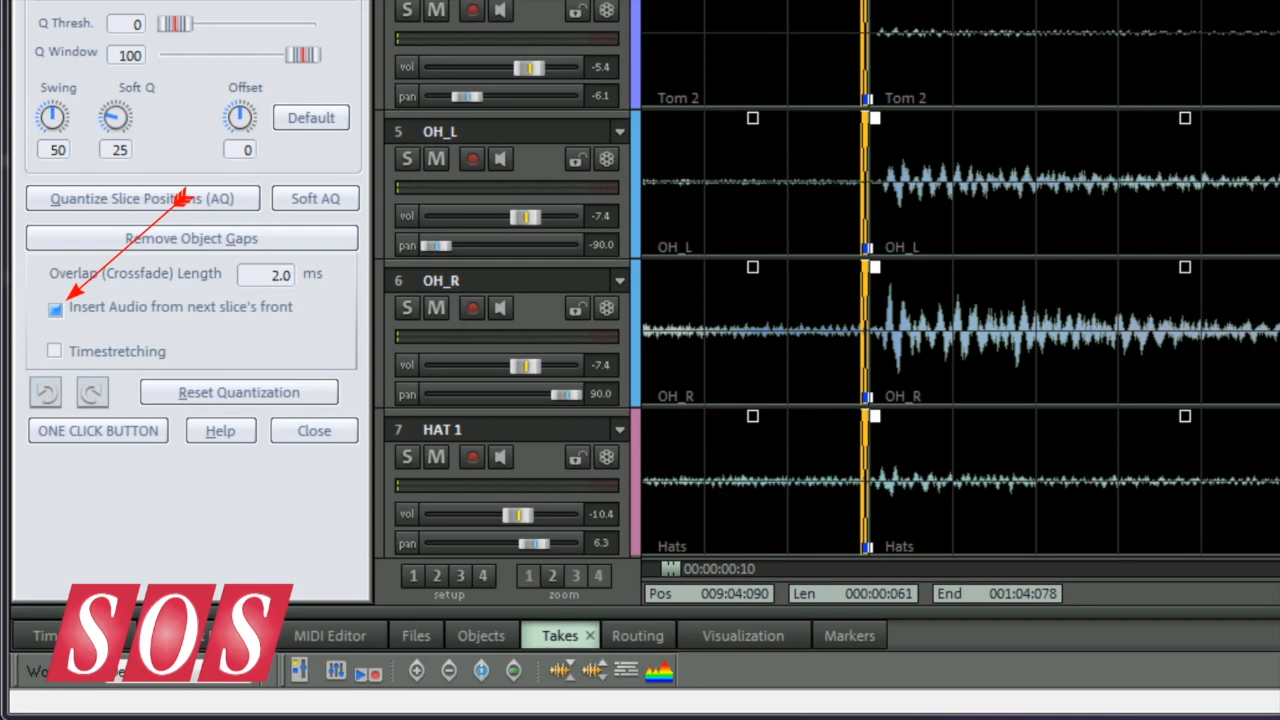 Q Thresh. 0
Q Window 100
Swing Soft Q Offset
Default
50 25 0
Quantize Slice Positions (AQ) Soft AQ
Remove Object Gaps
Overlap (Crossfade) Length 2.0 ms
Insert Audio from next slice's front
Timestretching
Reset Quantization
ONE CLICK BUTTON Help Close
S M
vol -5.4
pan -6.1
5 OH_L
S M
vol -7.4
pan -90.0
6 OH_R
S M
vol -7.4
pan 90.0
7 HAT 1
S M
vol -10.4
pan 6.3
1 2 3 4 1 2 3 4
setup zoom
Tom 2 Tom 2
OH_L OH_L
OH_R OH_R
Hats Hats
00:00:00:10
Pos 009:04:090 Len 000:00:061 End 001:04:078
MIDI Editor Files Objects Takes Routing Visualization Markers
SOS